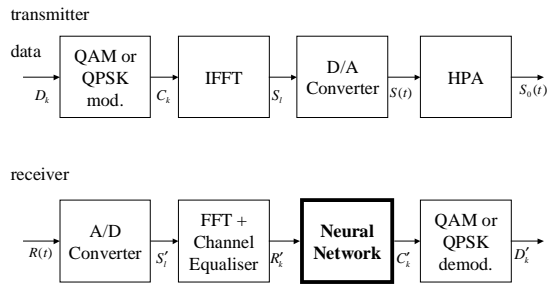 transmitter
data
QAM or
QPSK
mod.
IFFT
D/A
Converter
HPA
D_k
C_k
S_l
S(t)
S_0(t)
receiver
A/D
Converter
FFT +
Channel
Equaliser
Neural
Network
QAM or
QPSK
demod.
R(t)
S'_l
R'_k
C'_k
D'_k